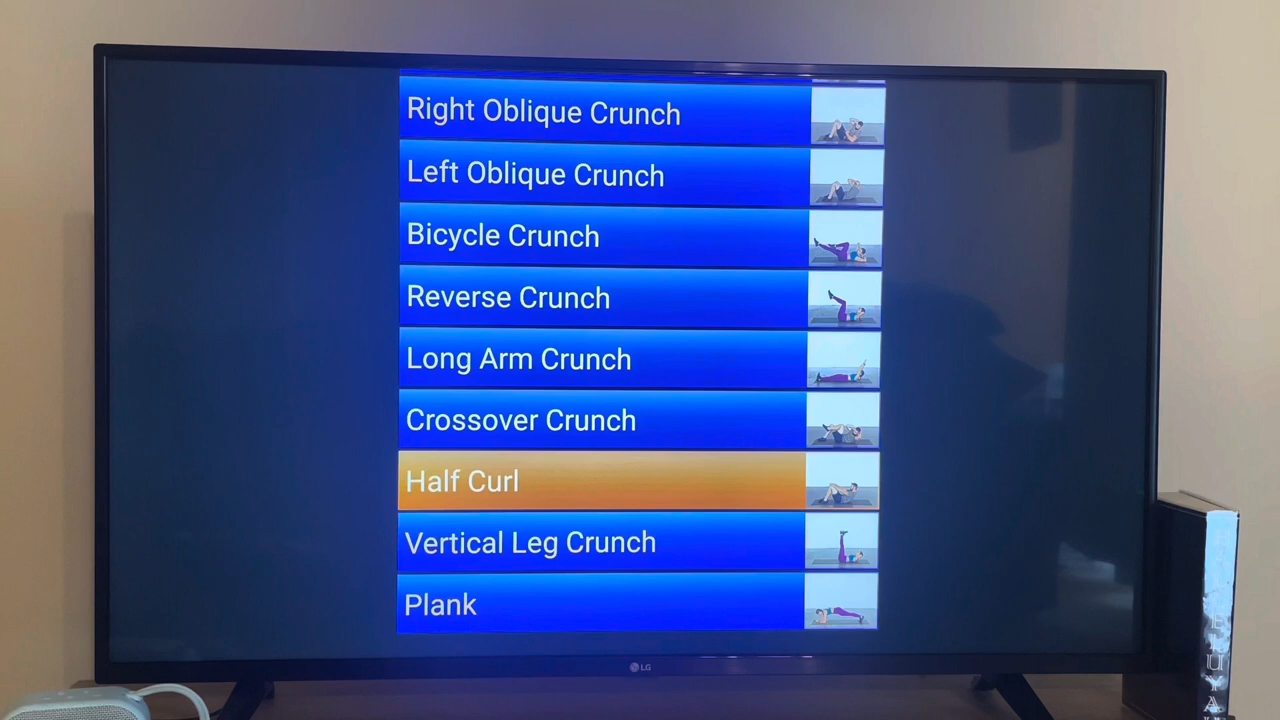 Right Oblique Crunch
Left Oblique Crunch
Bicycle Crunch
Reverse Crunch
Long Arm Crunch
Crossover Crunch
Half Curl
Vertical Leg Crunch
Plank
LG